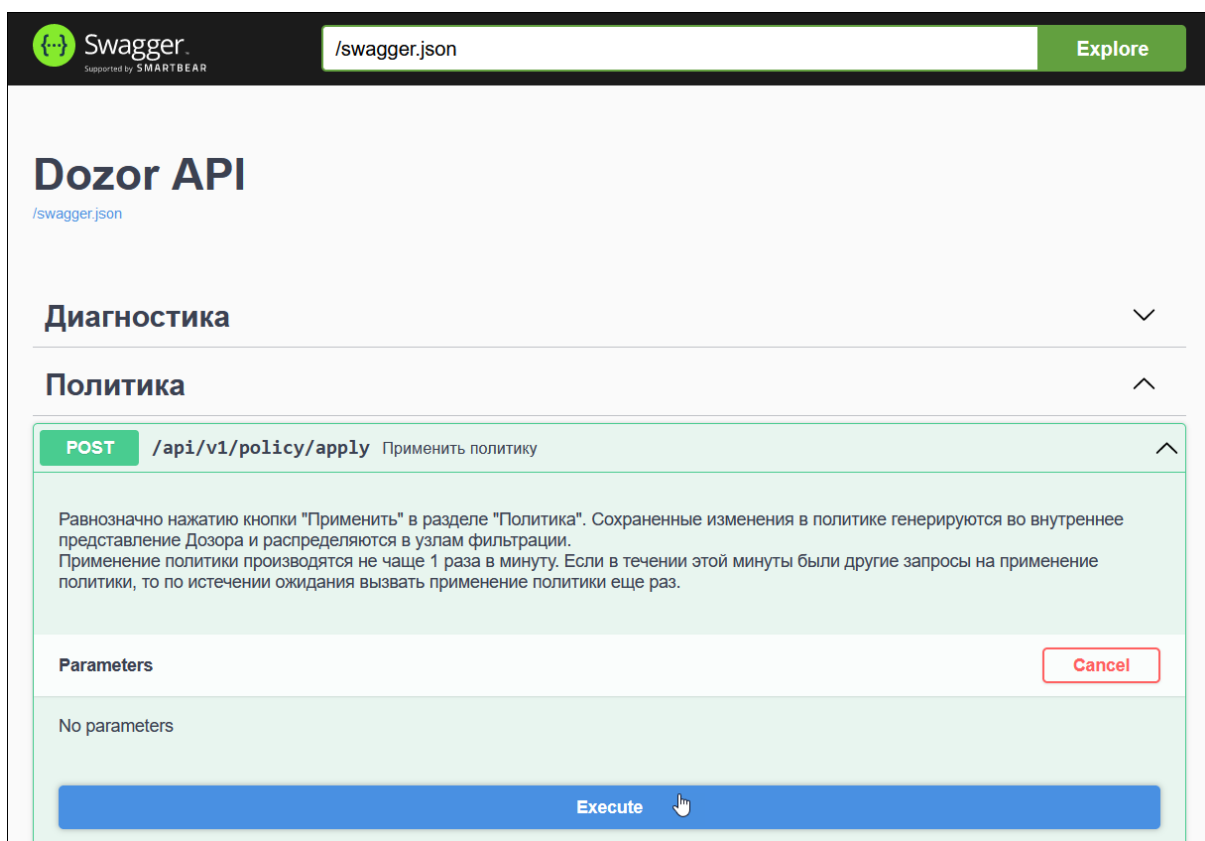 {··} Swagger™
Supported by SMARTBEAR
/swagger.json
Explore
Dozor API
/swagger.json
Диагностика
Политика
POST /api/v1/policy/apply Применить политику
Равнозначно нажатию кнопки "Применить" в разделе "Политика". Сохраненные изменения в политике генерируются во внутреннее
представление Дозора и распределяются в узлам фильтрации.
Применение политики производятся не чаще 1 раза в минуту. Если в течении этой минуты были другие запросы на применение
политики, то по истечении ожидания вызвать применение политики еще раз.
Parameters
Cancel
No parameters
Execute